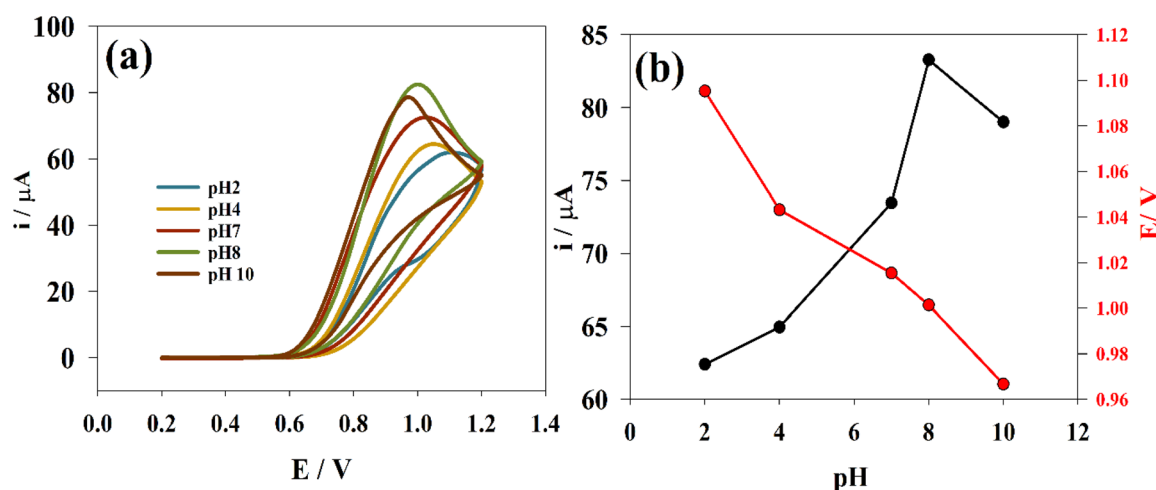 (a)
100
80
60
40
20
0
i / µA
pH2
pH4
pH7
pH8
pH 10
0.0 0.2 0.4 0.6 0.8 1.0 1.2 1.4
E / V
(b)
85
80
75
70
65
60
i / µA
1.12
1.10
1.08
1.06
1.04
1.02
1.00
0.98
0.96
E/ V
0 2 4 6 8 10 12
pH